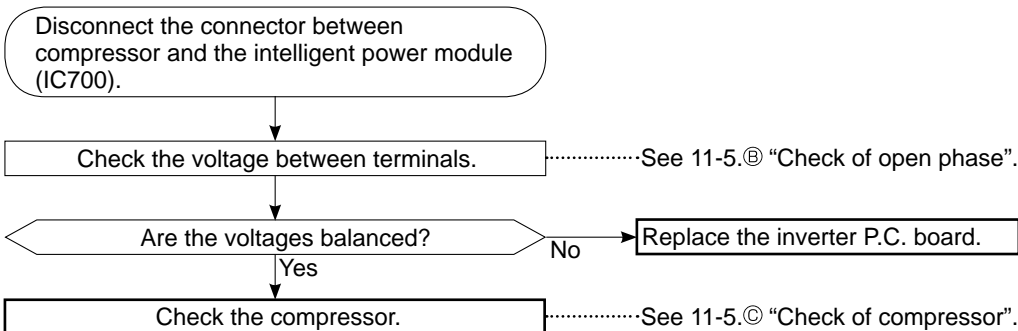 Disconnect the connector between
compressor and the intelligent power module
(IC700).
Check the voltage between terminals.
See 11-5.Ⓑ “Check of open phase”.
Are the voltages balanced?
No
Replace the inverter P.C. board.
Yes
Check the compressor.
See 11-5.Ⓒ “Check of compressor”.